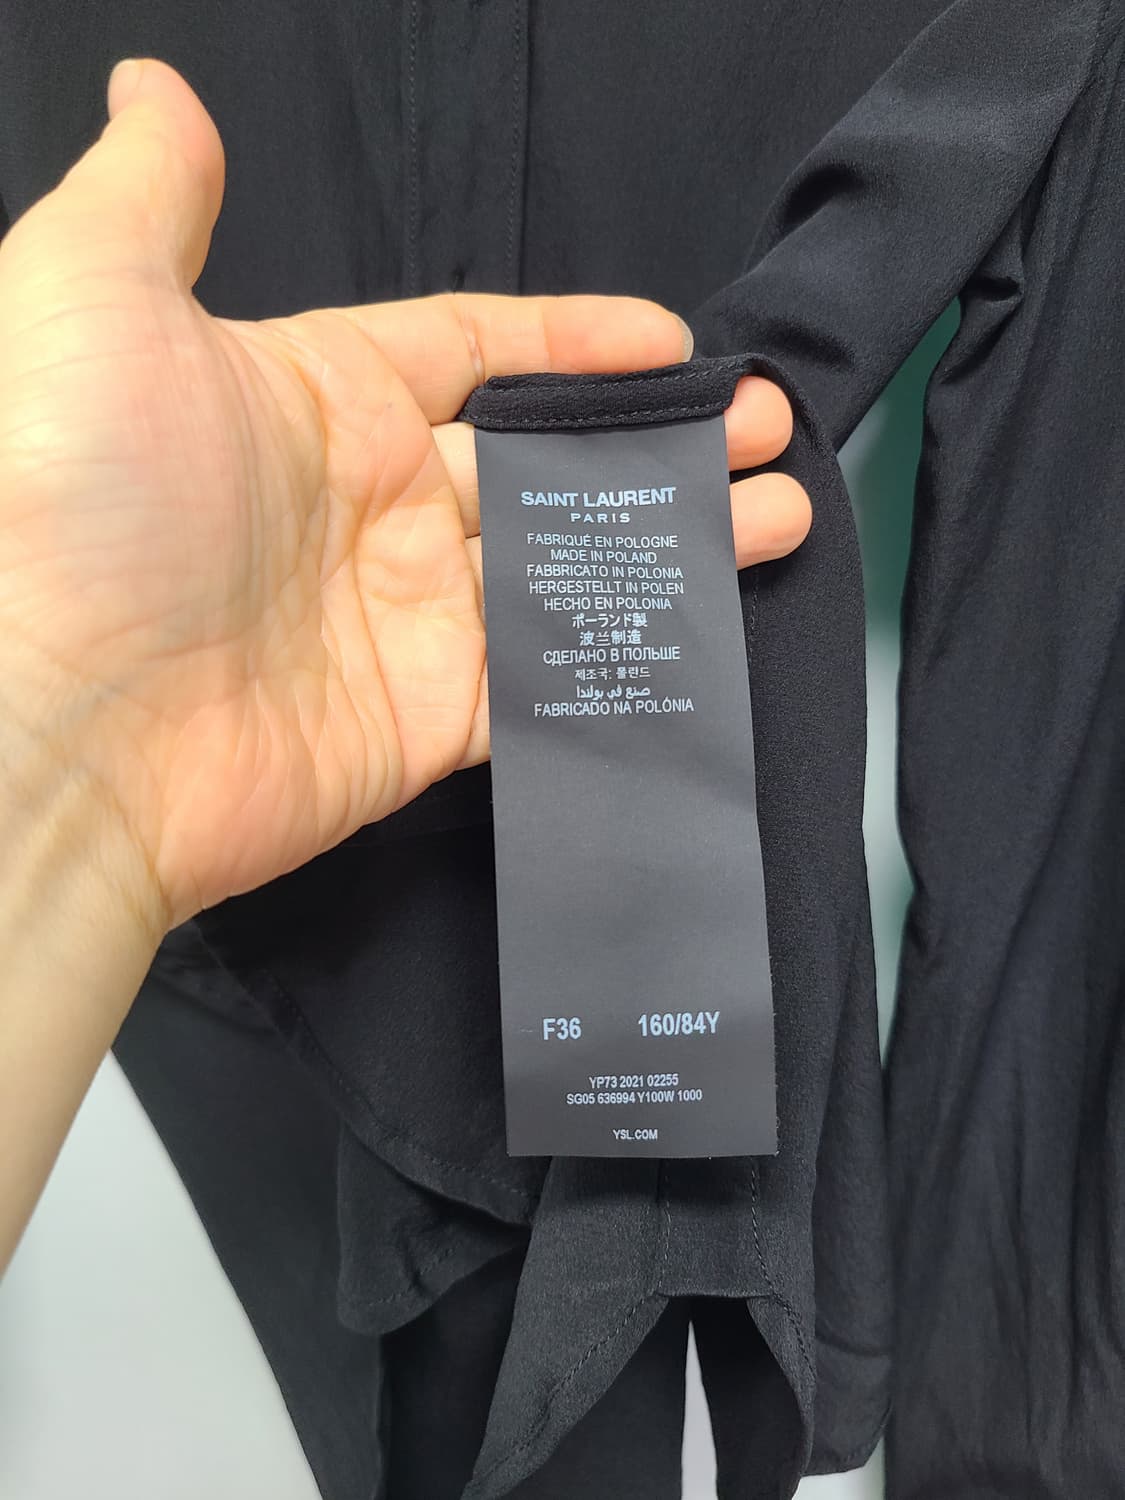 SAINT LAURENT
PARIS
FABRIQUÉ EN POLOGNE
MADE IN POLAND
FABBRICATO IN POLONIA
HERGESTELLT IN POLEN
HECHO EN POLONIA
ポーランド製
波兰制造
СДЕЛАНО В ПОЛЬШЕ
제조국: 폴란드
صنع في بولندا
FABRICADO NA POLÓNIA
F36 160/84Y
YP73 2021 02255
SG05 636994 Y100W 1000
YSL.COM